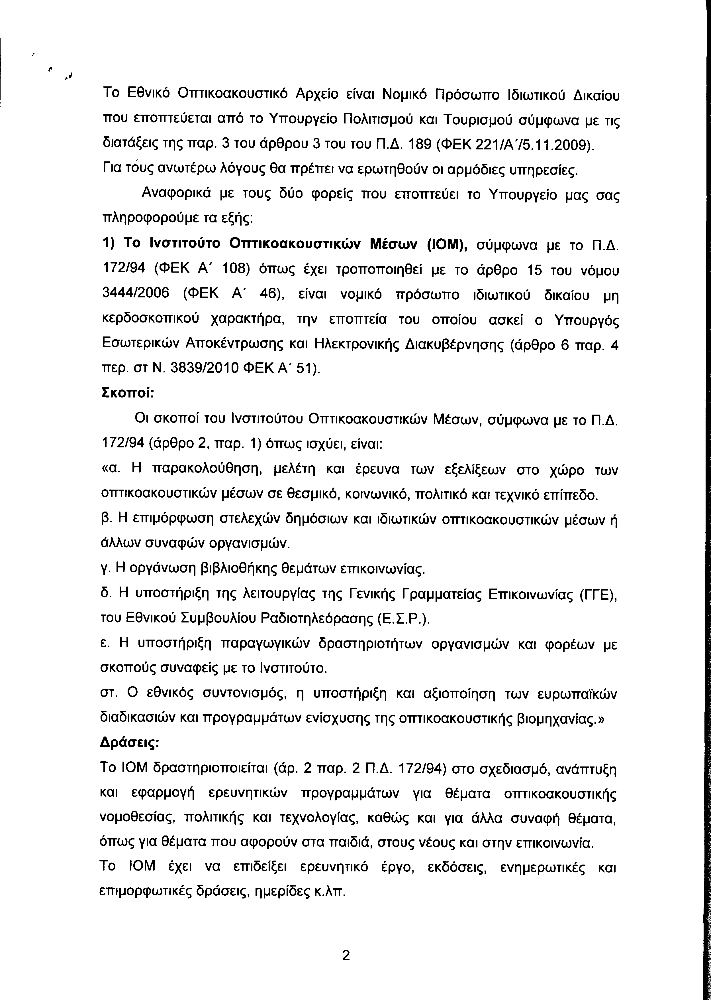 Το Εθνικό Οπτικοακουστικό Αρχείο είναι Νομικό Πρόσωπο Ιδιωτικού Δικαίου
που εποπτεύεται από το Υπουργείο Πολιτισμού και Τουρισμού σύμφωνα με τις
διατάξεις της παρ. 3 του άρθρου 3 του του Π.Δ. 189 (ΦΕΚ 221/Α΄/5.11.2009).
Για τους ανωτέρω λόγους θα πρέπει να ερωτηθούν οι αρμόδιες υπηρεσίες.
Αναφορικά με τους δύο φορείς που εποπτεύει το Υπουργείο μας σας
πληροφορούμε τα εξής:
1) Το Ινστιτούτο Οπτικοακουστικών Μέσων (ΙΟΜ), σύμφωνα με το Π.Δ.
172/94 (ΦΕΚ Α΄ 108) όπως έχει τροποποιηθεί με το άρθρο 15 του νόμου
3444/2006 (ΦΕΚ Α΄ 46), είναι νομικό πρόσωπο ιδιωτικού δικαίου μη
κερδοσκοπικού χαρακτήρα, την εποπτεία του οποίου ασκεί ο Υπουργός
Εσωτερικών Αποκέντρωσης και Ηλεκτρονικής Διακυβέρνησης (άρθρο 6 παρ. 4
περ. στ Ν. 3839/2010 ΦΕΚ Α΄ 51).
Σκοποί:
Οι σκοποί του Ινστιτούτου Οπτικοακουστικών Μέσων, σύμφωνα με το Π.Δ.
172/94 (άρθρο 2, παρ. 1) όπως ισχύει, είναι:
«α. Η παρακολούθηση, μελέτη και έρευνα των εξελίξεων στο χώρο των
οπτικοακουστικών μέσων σε θεσμικό, κοινωνικό, πολιτικό και τεχνικό επίπεδο.
β. Η επιμόρφωση στελεχών δημόσιων και ιδιωτικών οπτικοακουστικών μέσων ή
άλλων συναφών οργανισμών.
γ. Η οργάνωση βιβλιοθήκης θεμάτων επικοινωνίας.
δ. Η υποστήριξη της λειτουργίας της Γενικής Γραμματείας Επικοινωνίας (ΓΓΕ),
του Εθνικού Συμβουλίου Ραδιοτηλεόρασης (Ε.Σ.Ρ.).
ε. Η υποστήριξη παραγωγικών δραστηριοτήτων οργανισμών και φορέων με
σκοπούς συναφείς με το Ινστιτούτο.
στ. Ο εθνικός συντονισμός, η υποστήριξη και αξιοποίηση των ευρωπαϊκών
διαδικασιών και προγραμμάτων ενίσχυσης της οπτικοακουστικής βιομηχανίας.»
Δράσεις:
Το ΙΟΜ δραστηριοποιείται (άρ. 2 παρ. 2 Π.Δ. 172/94) στο σχεδιασμό, ανάπτυξη
και εφαρμογή ερευνητικών προγραμμάτων για θέματα οπτικοακουστικής
νομοθεσίας, πολιτικής και τεχνολογίας, καθώς και για άλλα συναφή θέματα,
όπως για θέματα που αφορούν στα παιδιά, στους νέους και στην επικοινωνία.
Το ΙΟΜ έχει να επιδείξει ερευνητικό έργο, εκδόσεις, ενημερωτικές και
επιμορφωτικές δράσεις, ημερίδες κ.λπ.
2